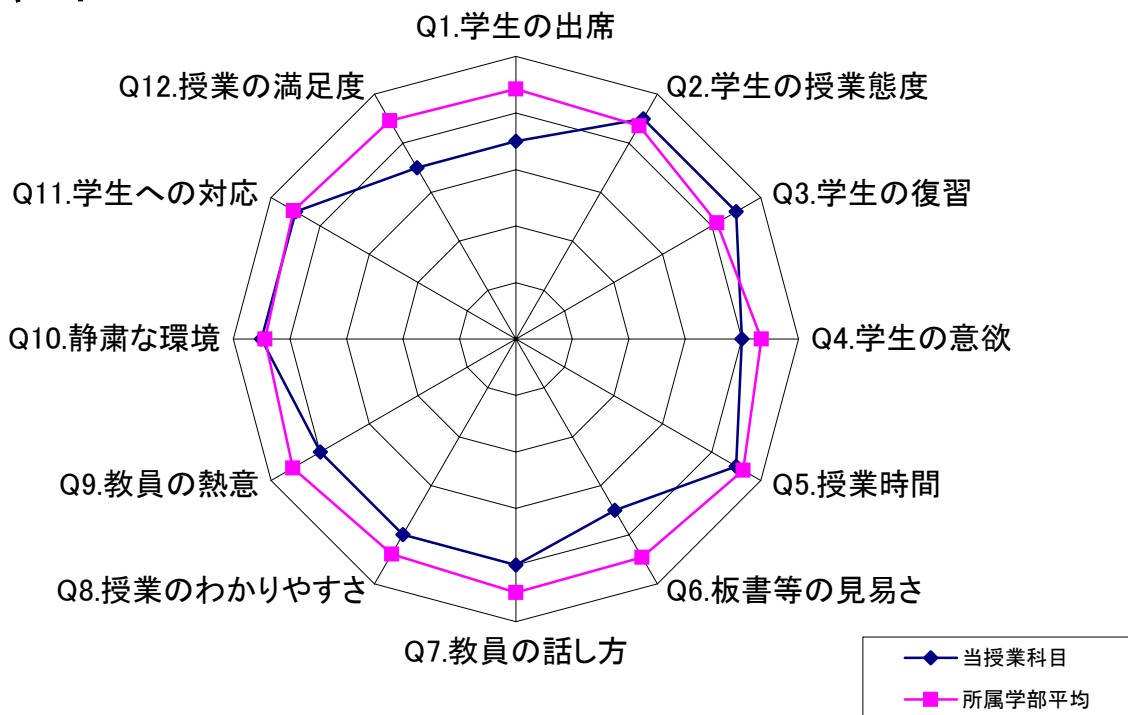 Q1.学生の出席
Q2.学生の授業態度
Q3.学生の復習
Q4.学生の意欲
Q5.授業時間
Q6.板書等の見易さ
Q7.教員の話し方
Q8.授業のわかりやすさ
Q9.教員の熱意
Q10.静粛な環境
Q11.学生への対応
Q12.授業の満足度
当授業科目
所属学部平均